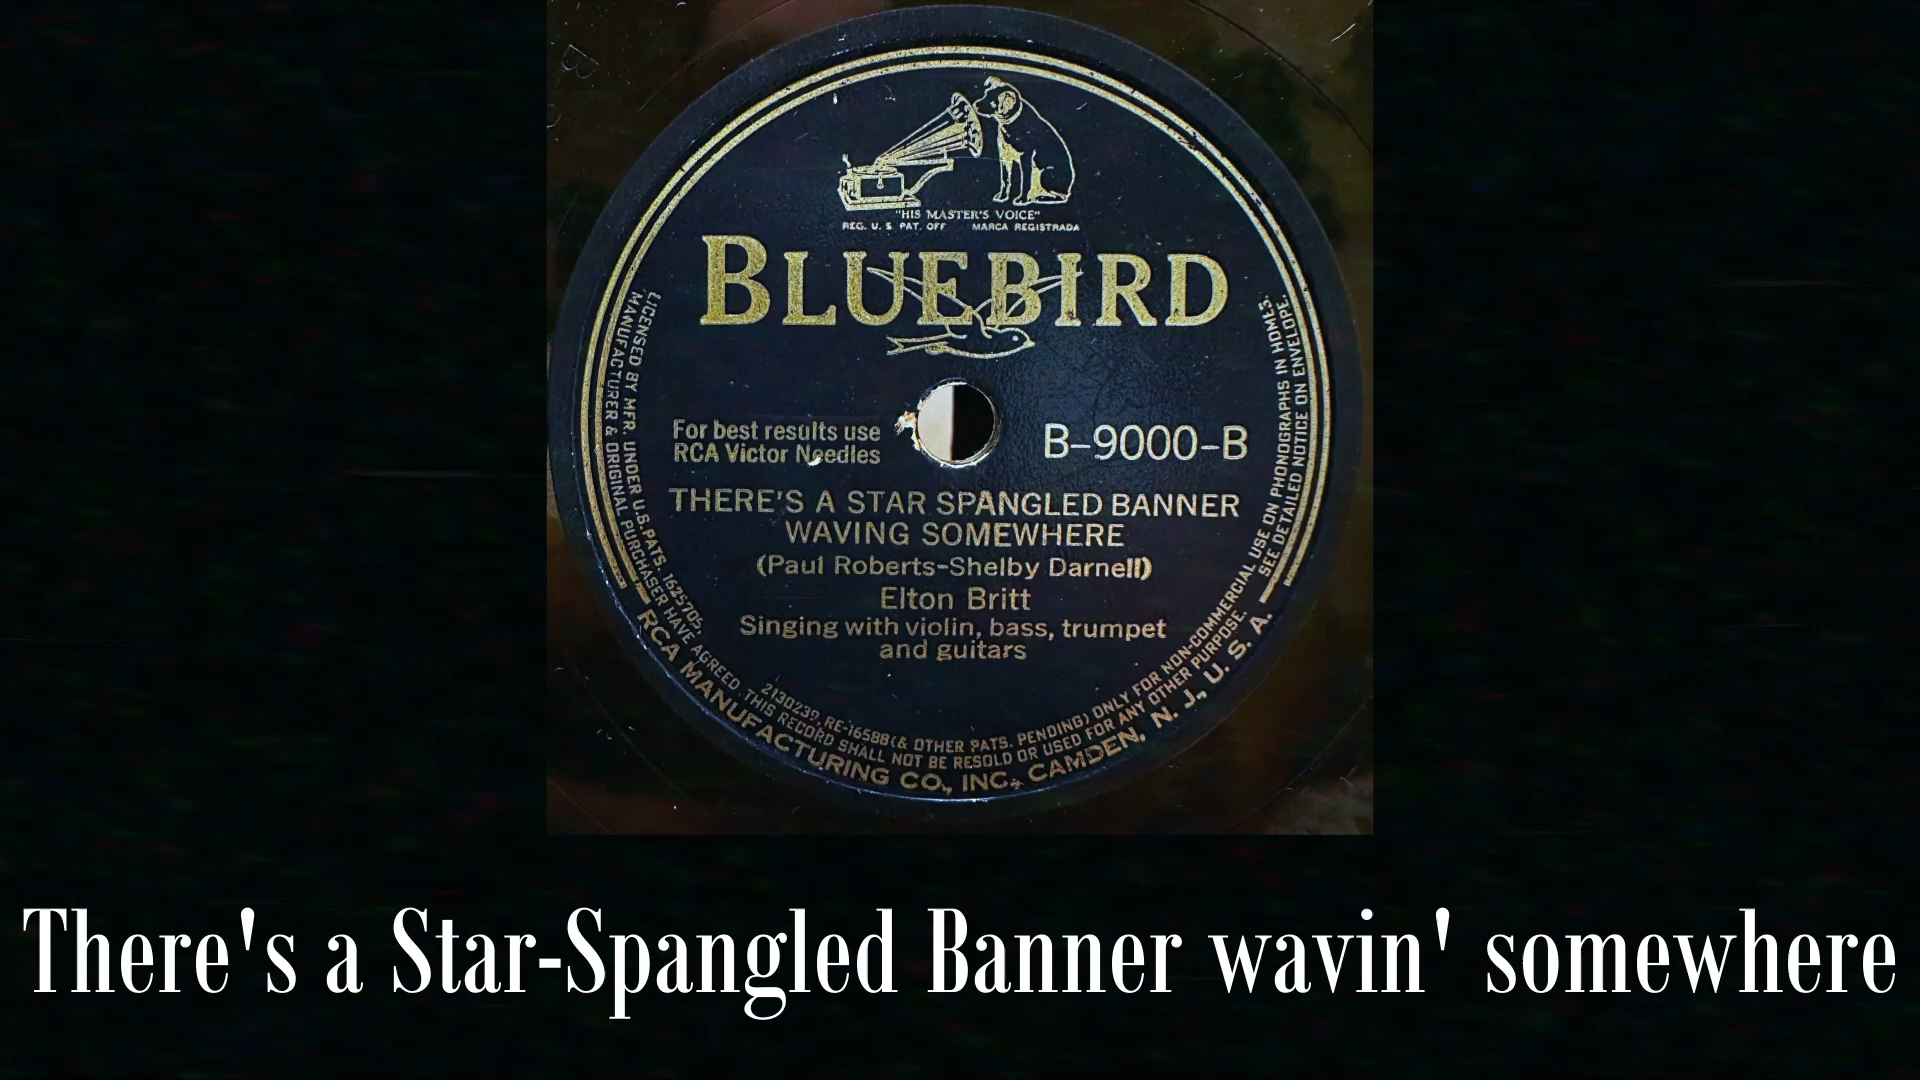 "HIS MASTER'S VOICE"
REG. U. S. PAT. OFF MARCA REGISTRADA
BLUEBIRD
For best results use
RCA Victor Needles
B-9000-B
THERE'S A STAR SPANGLED BANNER
WAVING SOMEWHERE
(Paul Roberts-Shelby Darnell)
Elton Britt
Singing with violin, bass, trumpet
and guitars
LICENSED BY MFR. UNDER U.S. PATS. 1625705, 2130239, RE-16588 (& OTHER PATS. PENDING) ONLY FOR NON-COMMERCIAL USE ON PHONOGRAPHS IN HOMES.
MANUFACTURER & ORIGINAL PURCHASER HAVE AGREED THIS RECORD SHALL NOT BE RESOLD OR USED FOR ANY OTHER PURPOSE. SEE DETAILED NOTICE ON ENVELOPE.
RCA MANUFACTURING CO., INC., CAMDEN, N. J., U. S. A.
There's a Star-Spangled Banner wavin' somewhere